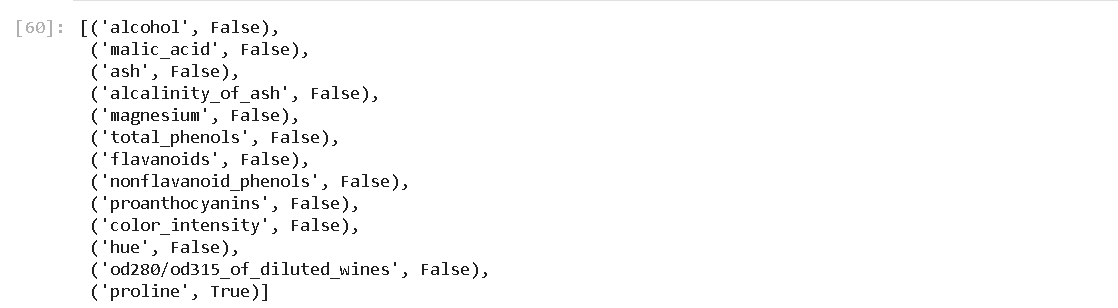 [60]: [('alcohol', False),
('malic_acid', False),
('ash', False),
('alcalinity_of_ash', False),
('magnesium', False),
('total_phenols', False),
('flavanoids', False),
('nonflavanoid_phenols', False),
('proanthocyanins', False),
('color_intensity', False),
('hue', False),
('od280/od315_of_diluted_wines', False),
('proline', True)]